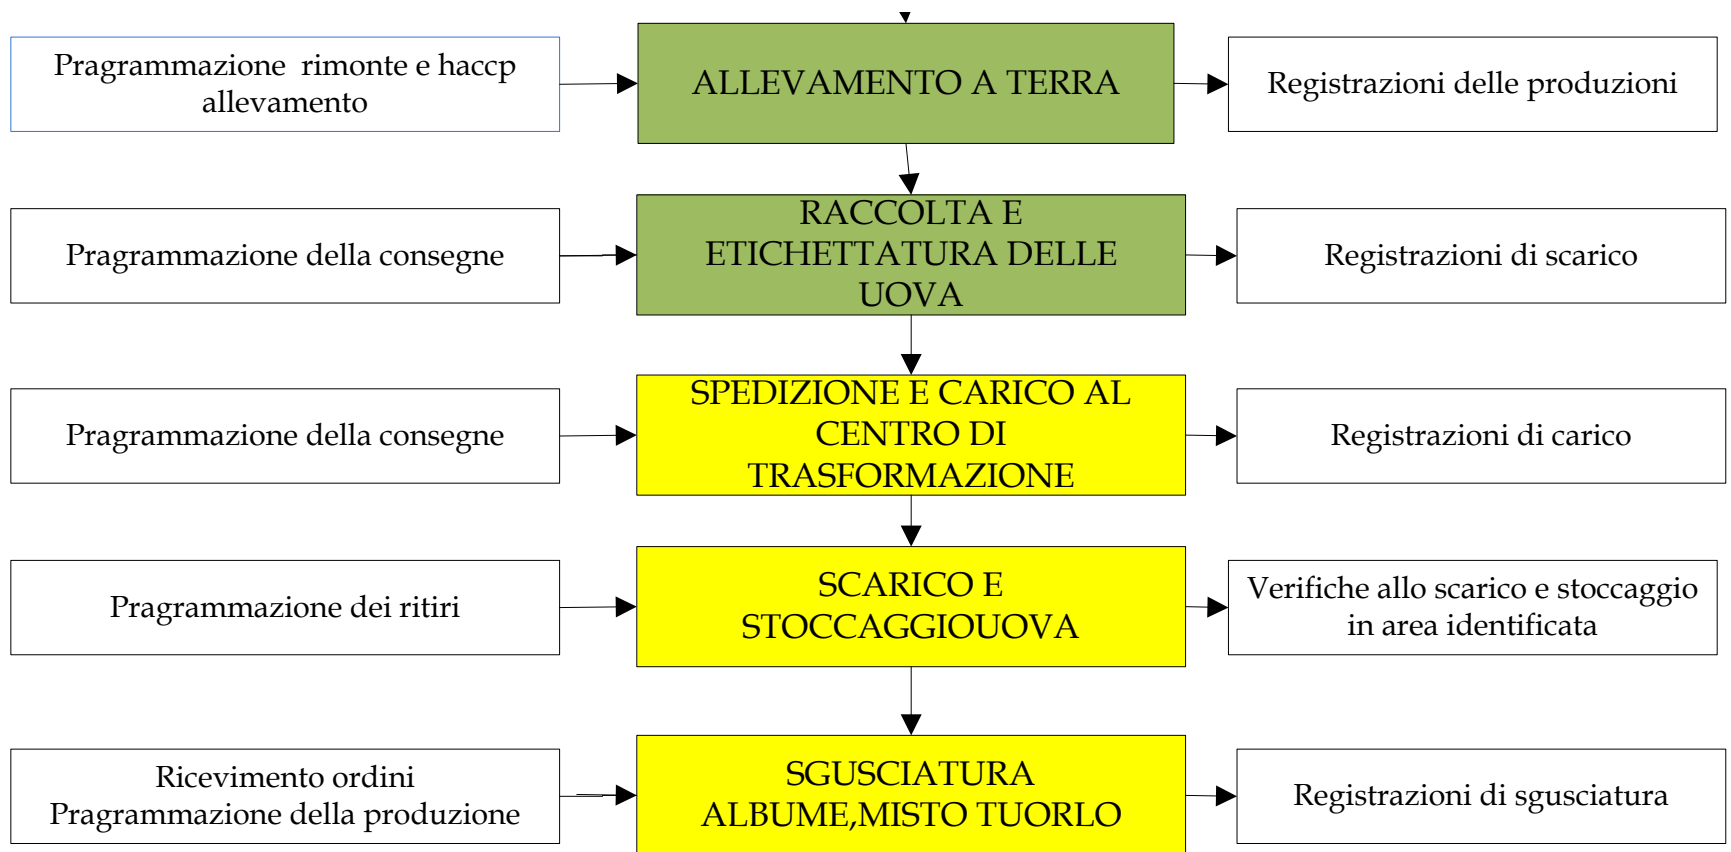 Pragrammazione rimonte e haccp
allevamento
ALLEVAMENTO A TERRA
Registrazioni delle produzioni
Pragrammazione della consegne
RACCOLTA E
ETICHETTATURA DELLE
UOVA
Registrazioni di scarico
Pragrammazione della consegne
SPEDIZIONE E CARICO AL
CENTRO DI
TRASFORMAZIONE
Registrazioni di carico
Pragrammazione dei ritiri
SCARICO E
STOCCAGGIOUOVA
Verifiche allo scarico e stoccaggio
in area identificata
Ricevimento ordini
Pragrammazione della produzione
SGUSCIATURA
ALBUME,MISTO TUORLO
Registrazioni di sgusciatura